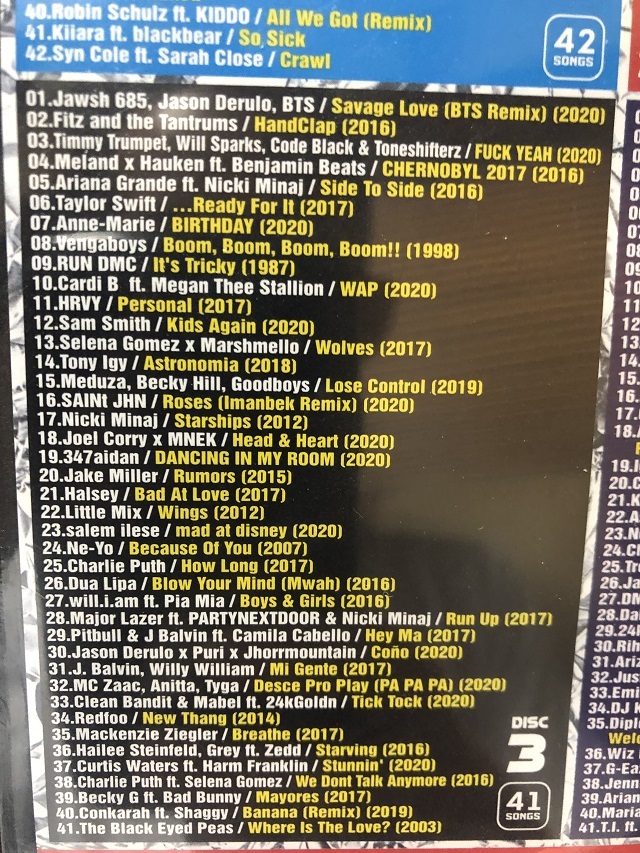 40.Robin Schulz ft. KIDDO / All We Got (Remix)
41.Kiiara ft. blackbear / So Sick
42.Syn Cole ft. Sarah Close / Crawl
42
SONGS
01.Jawsh 685, Jason Derulo, BTS / Savage Love (BTS Remix) (2020)
02.Fitz and the Tantrums / HandClap (2016)
03.Timmy Trumpet, Will Sparks, Code Black & Toneshifterz / FUCK YEAH (2020)
04.Meland x Hauken ft. Benjamin Beats / CHERNOBYL 2017 (2016)
05.Ariana Grande ft. Nicki Minaj / Side To Side (2016)
06.Taylor Swift / ...Ready For It (2017)
07.Anne-Marie / BIRTHDAY (2020)
08.Vengaboys / Boom, Boom, Boom, Boom!! (1998)
09.RUN DMC / It's Tricky (1987)
10.Cardi B ft. Megan Thee Stallion / WAP (2020)
11.HRVY / Personal (2017)
12.Sam Smith / Kids Again (2020)
13.Selena Gomez x Marshmello / Wolves (2017)
14.Tony Igy / Astronomia (2018)
15.Meduza, Becky Hill, Goodboys / Lose Control (2019)
16.SAINt JHN / Roses (Imanbek Remix) (2020)
17.Nicki Minaj / Starships (2012)
18.Joel Corry x MNEK / Head & Heart (2020)
19.347aidan / DANCING IN MY ROOM (2020)
20.Jake Miller / Rumors (2015)
21.Halsey / Bad At Love (2017)
22.Little Mix / Wings (2012)
23.salem ilese / mad at disney (2020)
24.Ne-Yo / Because Of You (2007)
25.Charlie Puth / How Long (2017)
26.Dua Lipa / Blow Your Mind (Mwah) (2016)
27.will.i.am ft. Pia Mia / Boys & Girls (2016)
28.Major Lazer ft. PARTYNEXTDOOR & Nicki Minaj / Run Up (2017)
29.Pitbull & J Balvin ft. Camila Cabello / Hey Ma (2017)
30.Jason Derulo x Puri x Jhorrmountain / Coño (2020)
31.J. Balvin, Willy William / Mi Gente (2017)
32.MC Zaac, Anitta, Tyga / Desce Pro Play (PA PA PA) (2020)
33.Clean Bandit & Mabel ft. 24kGoldn / Tick Tock (2020)
34.Redfoo / New Thang (2014)
35.Mackenzie Ziegler / Breathe (2017)
36.Hailee Steinfeld, Grey ft. Zedd / Starving (2016)
37.Curtis Waters ft. Harm Franklin / Stunnin' (2020)
38.Charlie Puth ft. Selena Gomez / We Dont Talk Anymore (2016)
39.Becky G ft. Bad Bunny / Mayores (2017)
40.Conkarah ft. Shaggy / Banana (Remix) (2019)
41.The Black Eyed Peas / Where Is The Love? (2003)
DISC
3
41
SONGS